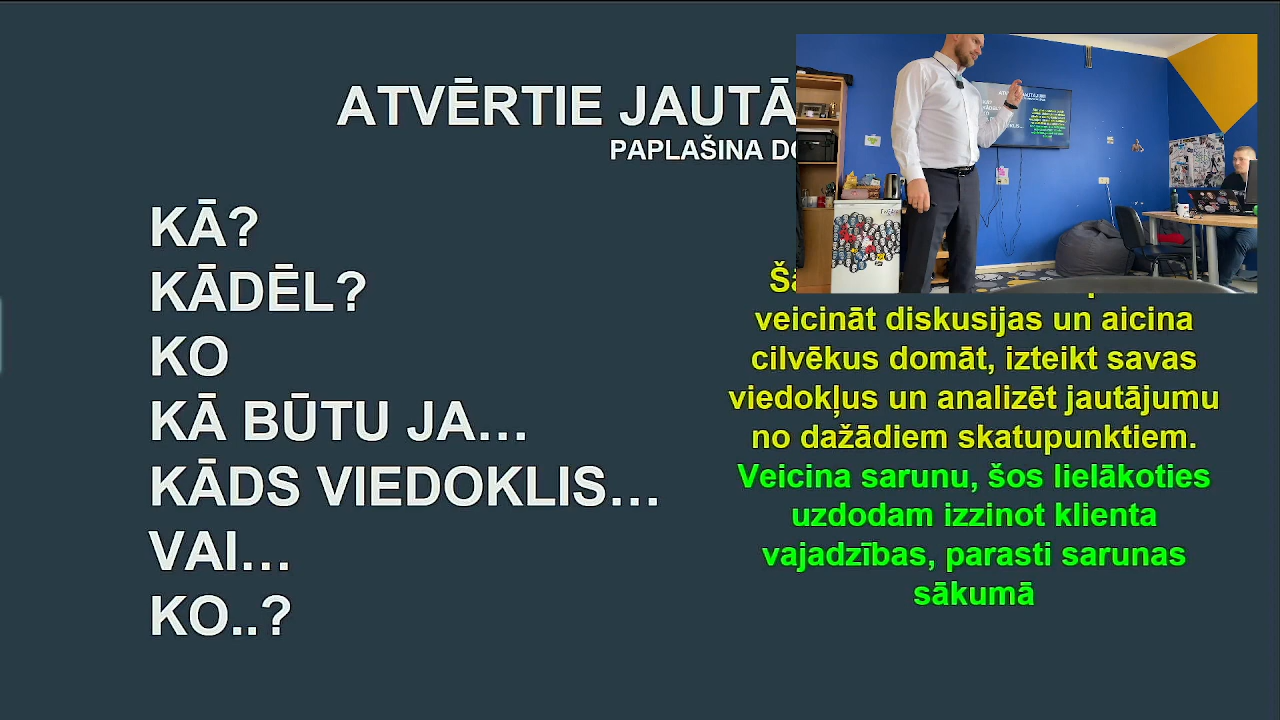 ATVĒRTIE JAUTĀ
PAPLAŠINA
KĀ?
KĀDĒL?
KO
KĀ BŪTU JA…
KĀDS VIEDOKLIS…
VAI…
KO..?
veicināt diskusijas un aicina
cilvēkus domāt, izteikt savas
viedokļus un analizēt jautājumu
no dažādiem skatupunktiem.
Veicina sarunu, šos lielākoties
uzdodam izzinot klienta
vajadzības, parasti sarunas
sākumā